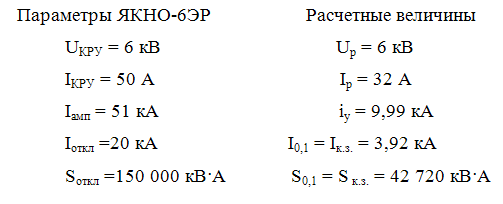 Параметры ЯКНО-6ЭР Расчетные величины
UКРУ = 6 кВ Uр = 6 кВ
IКРУ = 50 А Iр = 32 А
Iамп = 51 кА iу = 9,99 кА
Iоткл =20 кА I0,1 = Iк.з. = 3,92 кА
Sоткл =150 000 кВ·А S0,1 = S к.з. = 42 720 кВ·А